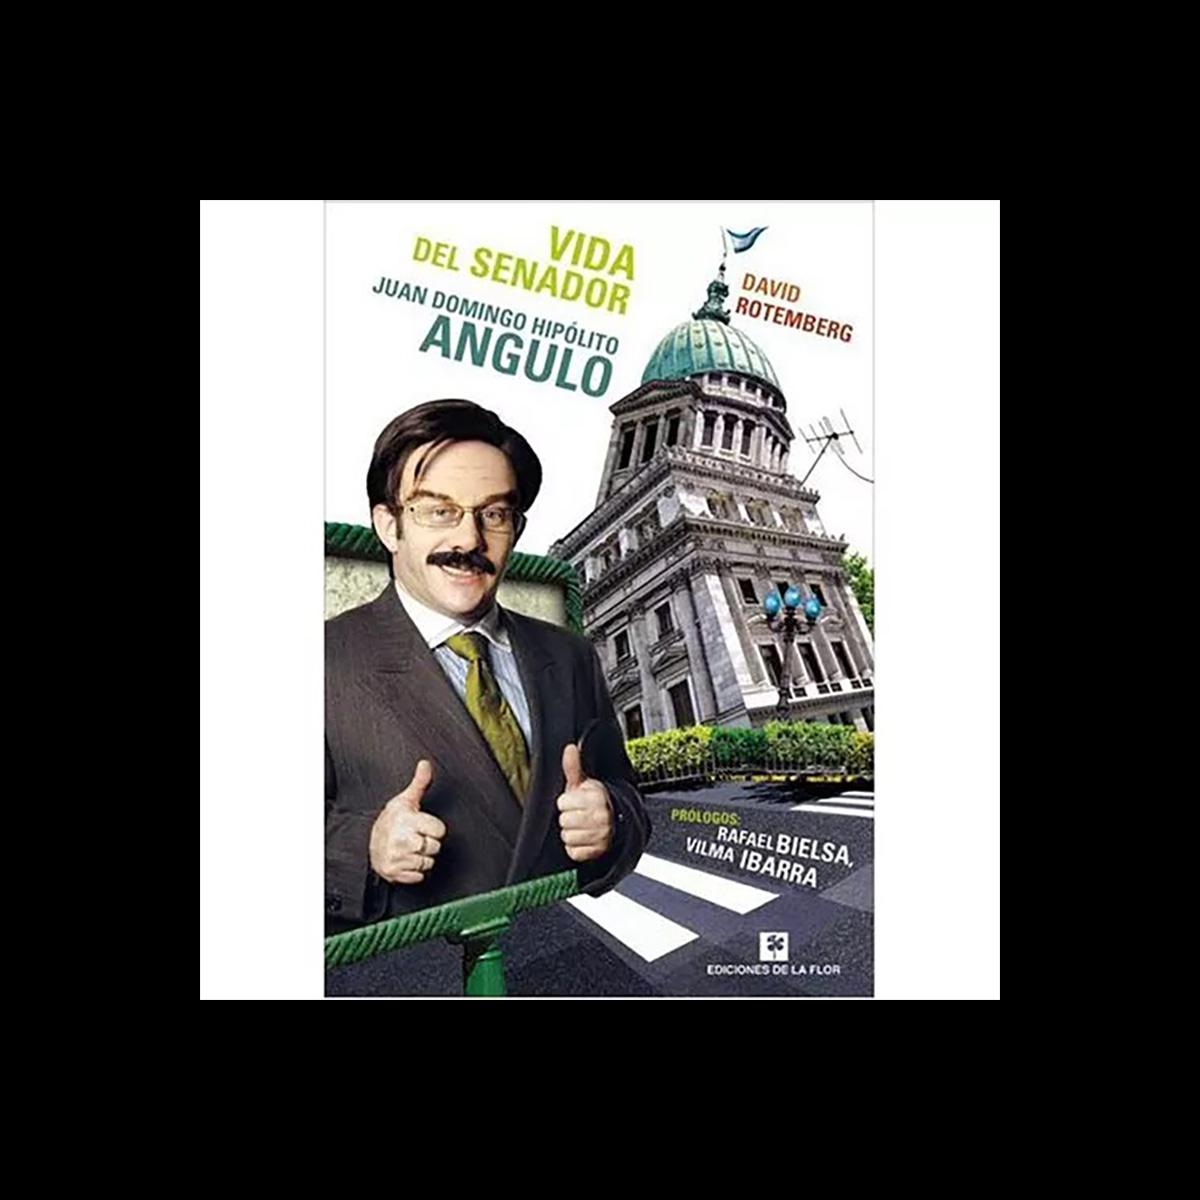 VIDA
DEL SENADOR
JUAN DOMINGO HIPÓLITO
ANGULO
DAVID
ROTEMBERG
PRÓLOGOS:
RAFAEL BIELSA,
VILMA IBARRA
EDICIONES DE LA FLOR